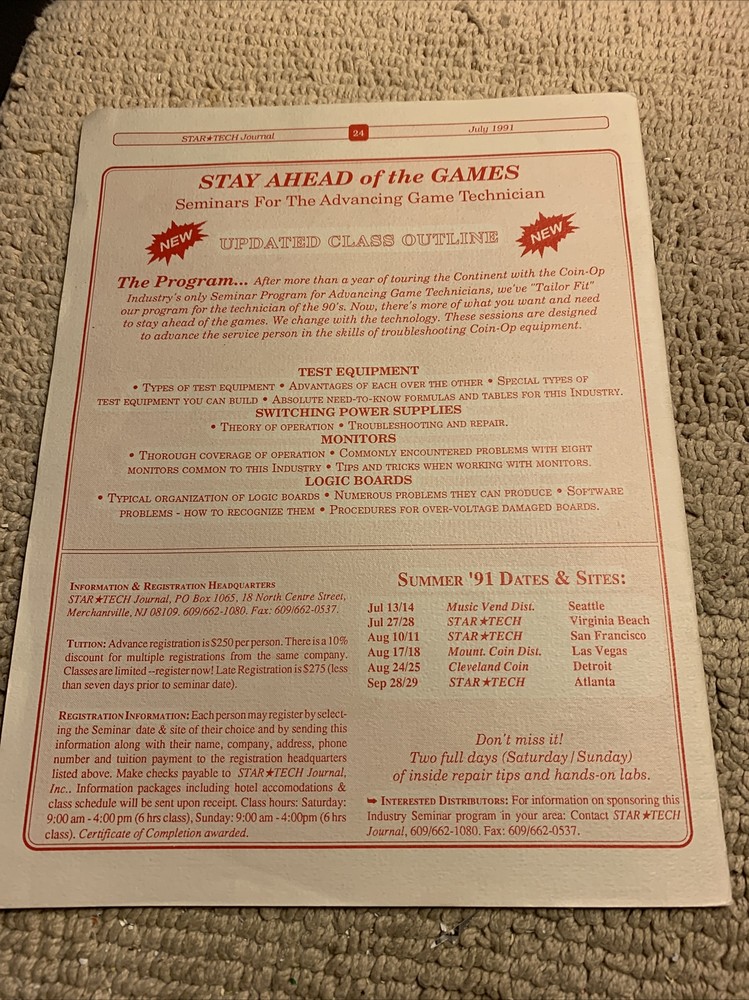 STAR★TECH Journal 24 July 1991
STAY AHEAD of the GAMES
Seminars For The Advancing Game Technician
NEW UPDATED CLASS OUTLINE NEW
The Program... After more than a year of touring the Continent with the Coin-Op
Industry's only Seminar Program for Advancing Game Technicians, we've "Tailor Fit"
our program for the technician of the 90's. Now, there's more of what you want and need
to stay ahead of the games. We change with the technology. These sessions are designed
to advance the service person in the skills of troubleshooting Coin-Op equipment.
TEST EQUIPMENT
• TYPES OF TEST EQUIPMENT • ADVANTAGES OF EACH OVER THE OTHER • SPECIAL TYPES OF
TEST EQUIPMENT YOU CAN BUILD • ABSOLUTE NEED-TO-KNOW FORMULAS AND TABLES FOR THIS INDUSTRY.
SWITCHING POWER SUPPLIES
• THEORY OF OPERATION • TROUBLESHOOTING AND REPAIR.
MONITORS
• THOROUGH COVERAGE OF OPERATION • COMMONLY ENCOUNTERED PROBLEMS WITH EIGHT
MONITORS COMMON TO THIS INDUSTRY • TIPS AND TRICKS WHEN WORKING WITH MONITORS.
LOGIC BOARDS
• TYPICAL ORGANIZATION OF LOGIC BOARDS • NUMEROUS PROBLEMS THEY CAN PRODUCE • SOFTWARE
PROBLEMS - HOW TO RECOGNIZE THEM • PROCEDURES FOR OVER-VOLTAGE DAMAGED BOARDS.
INFORMATION & REGISTRATION HEADQUARTERS
STAR★TECH Journal, PO Box 1065, 18 North Centre Street,
Merchantville, NJ 08109. 609/662-1080. Fax: 609/662-0537.
TUITION: Advance registration is $250 per person. There is a 10%
discount for multiple registrations from the same company.
Classes are limited --register now! Late Registration is $275 (less
than seven days prior to seminar date).
REGISTRATION INFORMATION: Each person may register by select-
ing the Seminar date & site of their choice and by sending this
information along with their name, company, address, phone
number and tuition payment to the registration headquarters
listed above. Make checks payable to STAR★TECH Journal,
Inc.. Information packages including hotel accomodations &
class schedule will be sent upon receipt. Class hours: Saturday:
9:00 am - 4:00 pm (6 hrs class), Sunday: 9:00 am - 4:00pm (6 hrs
class). Certificate of Completion awarded.
SUMMER '91 DATES & SITES:
Jul 13/14 Music Vend Dist. Seattle
Jul 27/28 STAR★TECH Virginia Beach
Aug 10/11 STAR★TECH San Francisco
Aug 17/18 Mount. Coin Dist. Las Vegas
Aug 24/25 Cleveland Coin Detroit
Sep 28/29 STAR★TECH Atlanta
Don't miss it!
Two full days (Saturday/Sunday)
of inside repair tips and hands-on labs.
➥ INTERESTED DISTRIBUTORS: For information on sponsoring this
Industry Seminar program in your area: Contact STAR★TECH
Journal, 609/662-1080. Fax: 609/662-0537.